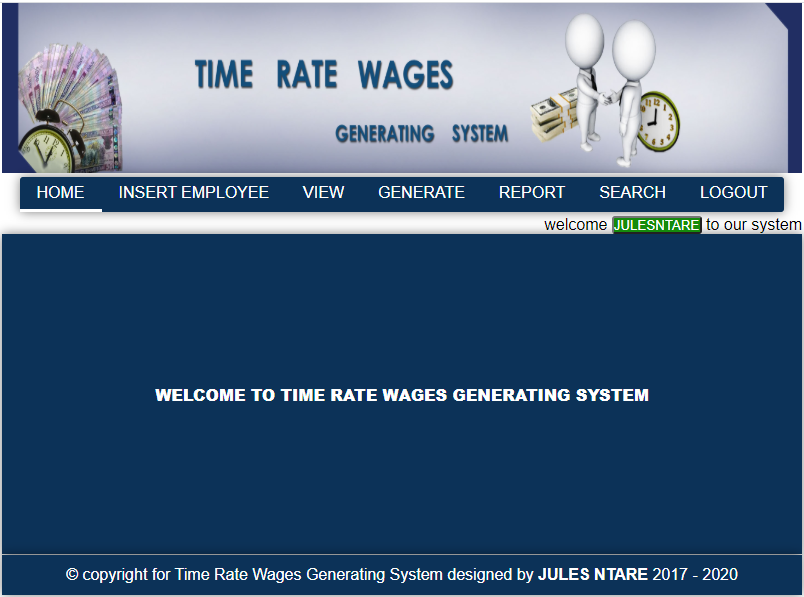 TIME RATE WAGES
GENERATING SYSTEM
HOME INSERT EMPLOYEE VIEW GENERATE REPORT SEARCH LOGOUT
welcome JULESNTARE to our system
WELCOME TO TIME RATE WAGES GENERATING SYSTEM
© copyright for Time Rate Wages Generating System designed by JULES NTARE 2017 - 2020